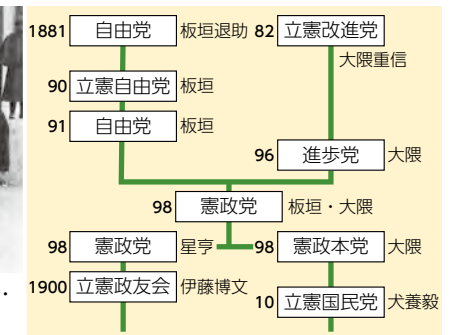 1881 自由党 板垣退助 82 立憲改進党
大隈重信
90 立憲自由党 板垣
91 自由党 板垣
96 進歩党 大隈
98 憲政党 板垣・大隈
98 憲政党 星亨 98 憲政本党 大隈
1900 立憲政友会 伊藤博文
10 立憲国民党 犬養毅